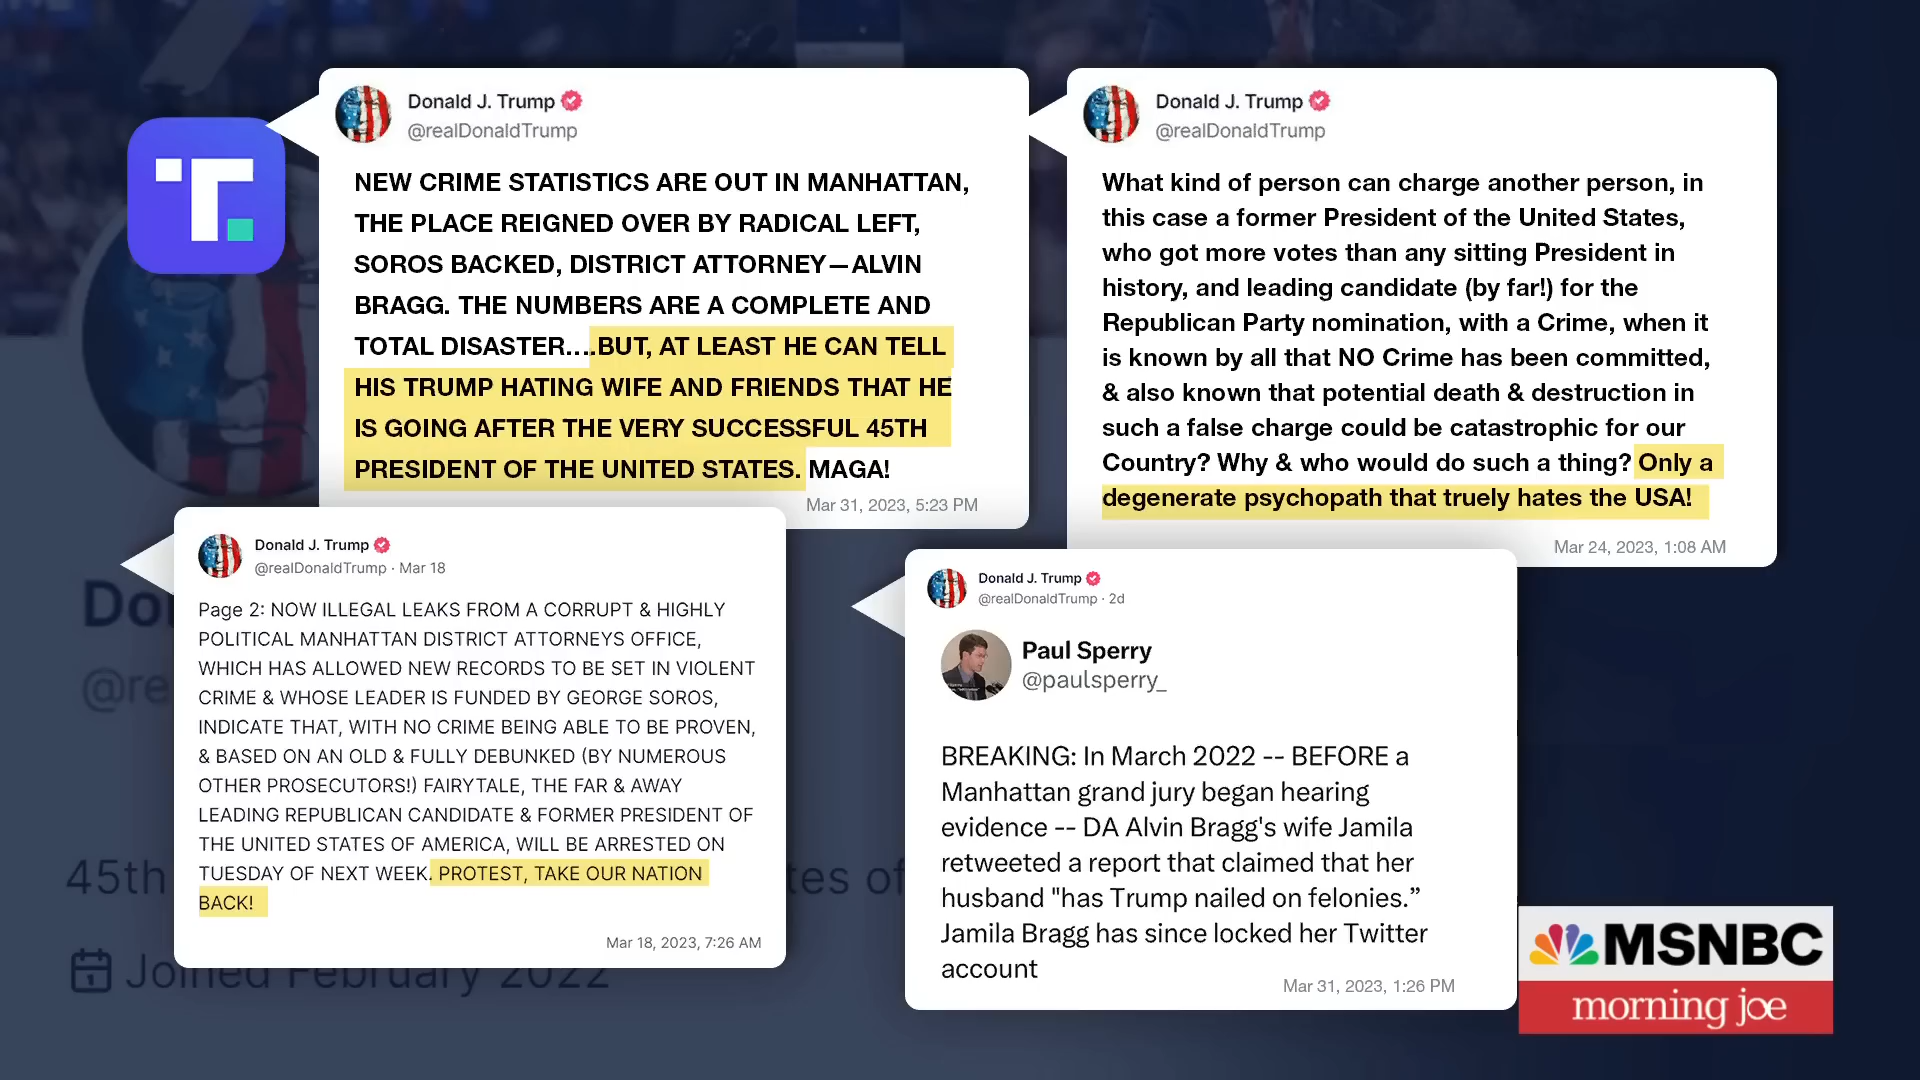 Donald J. Trump
@realDonaldTrump
NEW CRIME STATISTICS ARE OUT IN MANHATTAN,
THE PLACE REIGNED OVER BY RADICAL LEFT,
SOROS BACKED, DISTRICT ATTORNEY—ALVIN
BRAGG. THE NUMBERS ARE A COMPLETE AND
TOTAL DISASTER....BUT, AT LEAST HE CAN TELL
HIS TRUMP HATING WIFE AND FRIENDS THAT HE
IS GOING AFTER THE VERY SUCCESSFUL 45TH
PRESIDENT OF THE UNITED STATES. MAGA!
Mar 31, 2023, 5:23 PM
Donald J. Trump
@realDonaldTrump
What kind of person can charge another person, in
this case a former President of the United States,
who got more votes than any sitting President in
history, and leading candidate (by far!) for the
Republican Party nomination, with a Crime, when it
is known by all that NO Crime has been committed,
& also known that potential death & destruction in
such a false charge could be catastrophic for our
Country? Why & who would do such a thing? Only a
degenerate psychopath that truely hates the USA!
Mar 24, 2023, 1:08 AM
Donald J. Trump
@realDonaldTrump · Mar 18
Page 2: NOW ILLEGAL LEAKS FROM A CORRUPT & HIGHLY
POLITICAL MANHATTAN DISTRICT ATTORNEYS OFFICE,
WHICH HAS ALLOWED NEW RECORDS TO BE SET IN VIOLENT
CRIME & WHOSE LEADER IS FUNDED BY GEORGE SOROS,
INDICATE THAT, WITH NO CRIME BEING ABLE TO BE PROVEN,
& BASED ON AN OLD & FULLY DEBUNKED (BY NUMEROUS
OTHER PROSECUTORS!) FAIRYTALE, THE FAR & AWAY
LEADING REPUBLICAN CANDIDATE & FORMER PRESIDENT OF
THE UNITED STATES OF AMERICA, WILL BE ARRESTED ON
TUESDAY OF NEXT WEEK. PROTEST, TAKE OUR NATION
BACK!
Mar 18, 2023, 7:26 AM
Donald J. Trump
@realDonaldTrump · 2d
Paul Sperry
@paulsperry_
BREAKING: In March 2022 -- BEFORE a
Manhattan grand jury began hearing
evidence -- DA Alvin Bragg's wife Jamila
retweeted a report that claimed that her
husband "has Trump nailed on felonies.”
Jamila Bragg has since locked her Twitter
account
Mar 31, 2023, 1:26 PM
Do
@re
45th tes of
Joined February 2022
MSNBC
morning joe